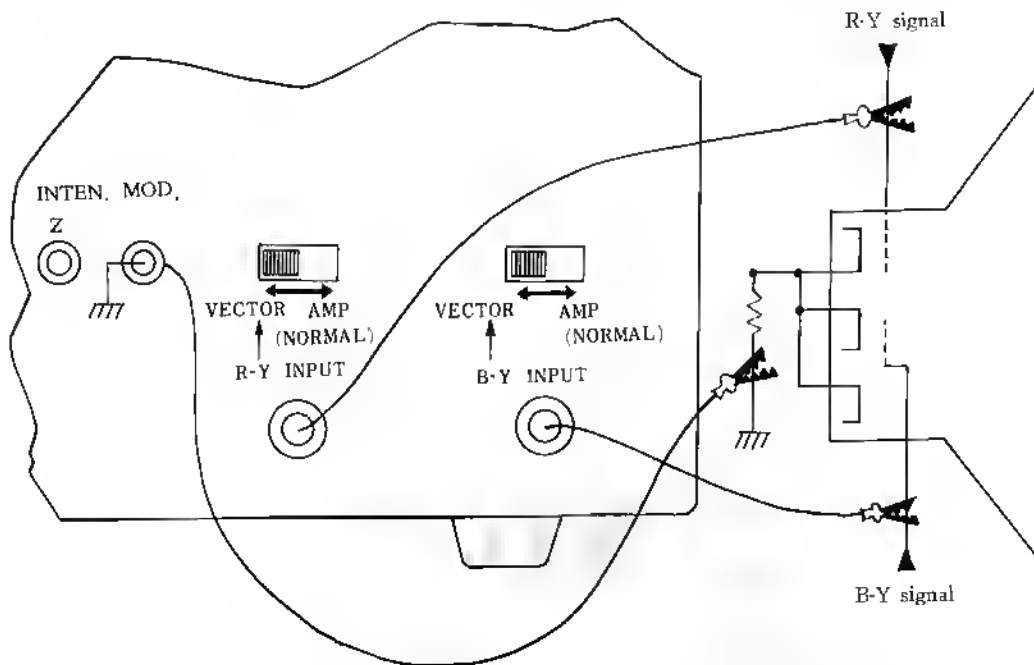 R-Y signal
INTEN. MOD.
Z
VECTOR AMP
(NORMAL)
R-Y INPUT
VECTOR AMP
(NORMAL)
B-Y INPUT
B-Y signal